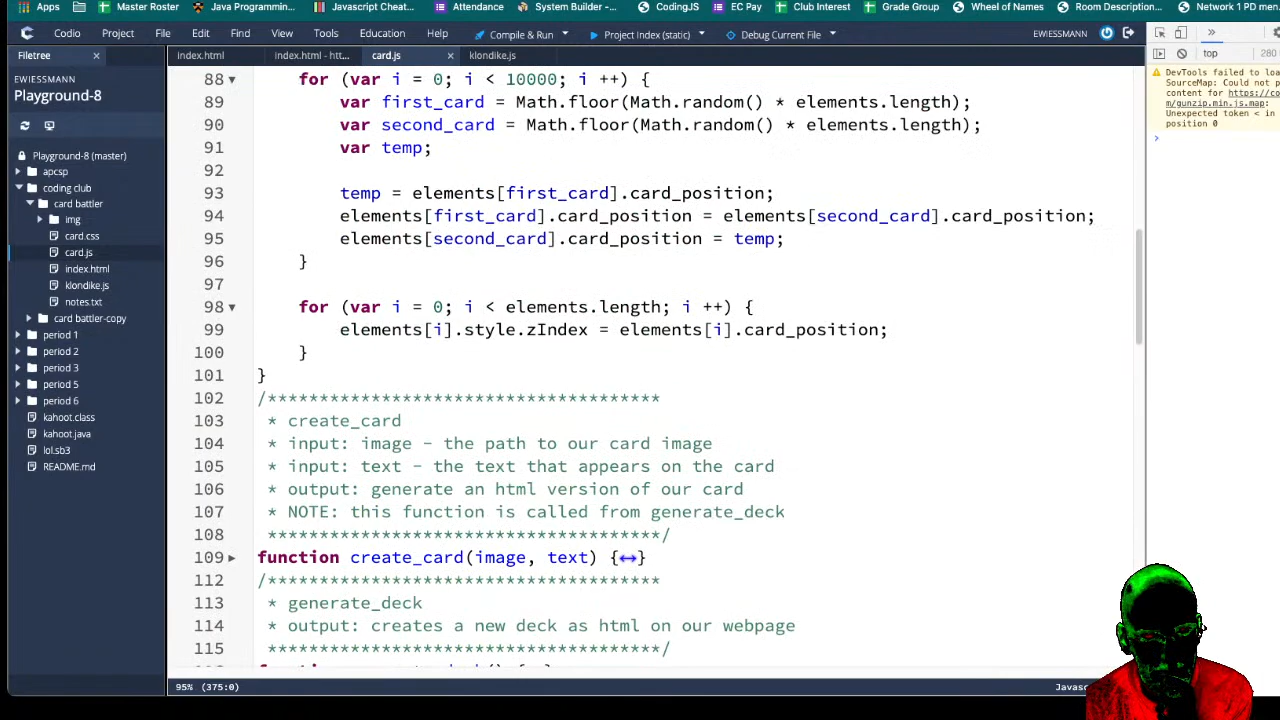 Apps Master Roster Java Programmin... Javascript Cheat... Attendance System Builder -... CodingJS EC Pay Club Interest Grade Group Wheel of Names Room Description... Network 1 PD men
Codio Project File Edit Find View Tools Education Help Compile & Run Project Index (static) Debug Current File EWIESSMANN
Filetree
index.html index.html - htt... card.js klondike.js
top 280
EWIESSMANN
Playground-8
Playground-8 (master)
apcsp
coding club
card battler
img
card.css
card.js
index.html
klondike.js
notes.txt
card battler-copy
period 1
period 2
period 3
period 5
period 6
kahoot.class
kahoot.java
lol.sb3
README.md
88 for (var i = 0; i < 10000; i ++) {
89 var first_card = Math.floor(Math.random() * elements.length);
90 var second_card = Math.floor(Math.random() * elements.length);
91 var temp;
92
93 temp = elements[first_card].card_position;
94 elements[first_card].card_position = elements[second_card].card_position;
95 elements[second_card].card_position = temp;
96 }
97
98 for (var i = 0; i < elements.length; i ++) {
99 elements[i].style.zIndex = elements[i].card_position;
100 }
101 }
102 /**************************************
103 * create_card
104 * input: image - the path to our card image
105 * input: text - the text that appears on the card
106 * output: generate an html version of our card
107 * NOTE: this function is called from generate_deck
108 **************************************/
109 function create_card(image, text) {↔}
112 /**************************************
113 * generate_deck
114 * output: creates a new deck as html on our webpage
115 **************************************/
DevTools failed to loa
SourceMap: Could not p
content for https://co
m/gunzip.min.js.map:
Unexpected token < in
position 0
95% (375:0)
Javas